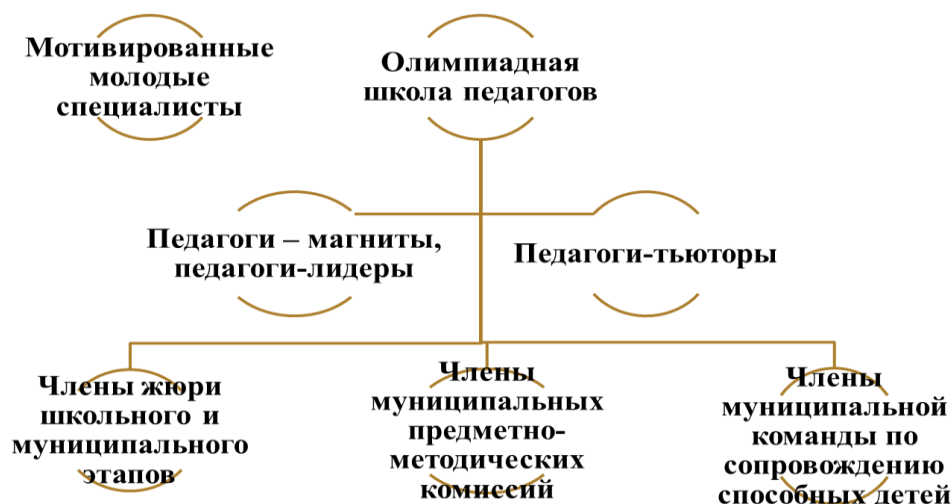 Мотивированные
молодые
специалисты
Олимпиадная
школа педагогов
Педагоги – магниты,
педагоги-лидеры
Педагоги-тьюторы
Члены жюри
школьного и
муниципального
этапов
Члены
муниципальных
предметно-
методических
комиссий
Члены
муниципальной
команды по
сопровождению
способных детей